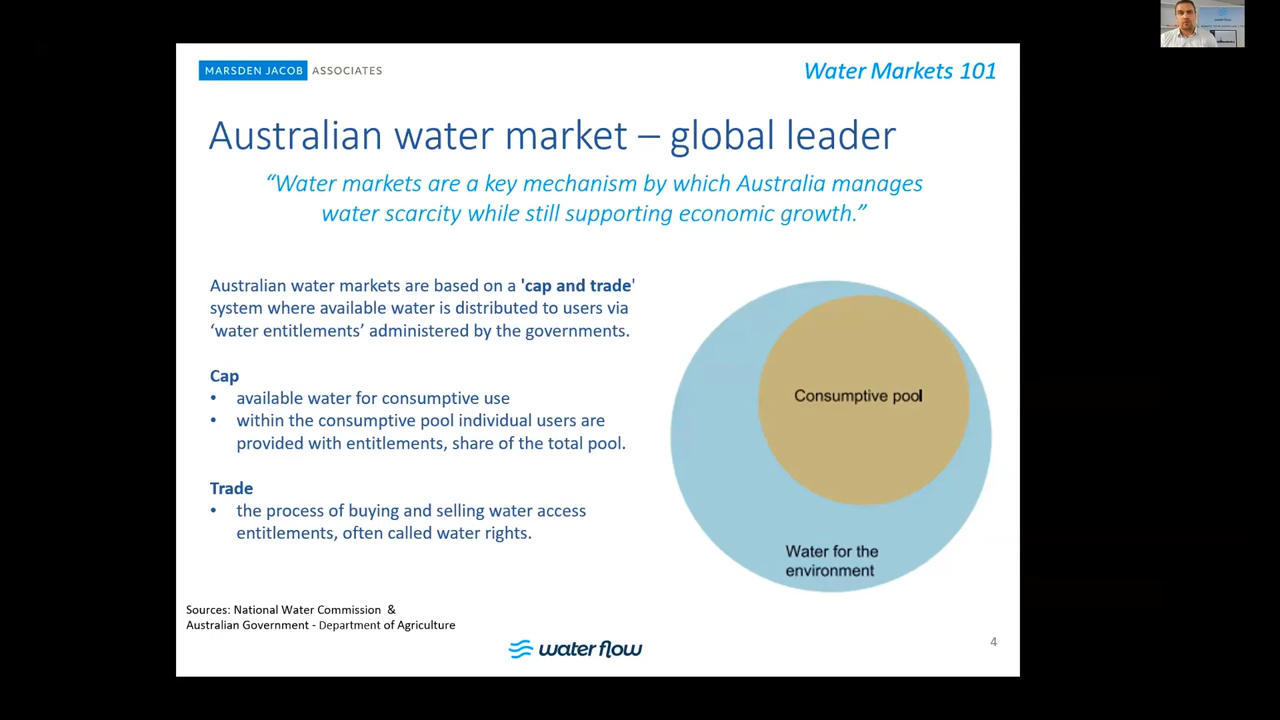 MARSDEN JACOB ASSOCIATES
Water Markets 101
Australian water market – global leader
“Water markets are a key mechanism by which Australia manages
water scarcity while still supporting economic growth.”
Australian water markets are based on a 'cap and trade'
system where available water is distributed to users via
‘water entitlements’ administered by the governments.
Cap
• available water for consumptive use
• within the consumptive pool individual users are
provided with entitlements, share of the total pool.
Trade
• the process of buying and selling water access
entitlements, often called water rights.
Consumptive pool
Water for the
environment
Sources: National Water Commission &
Australian Government - Department of Agriculture
water flow
4